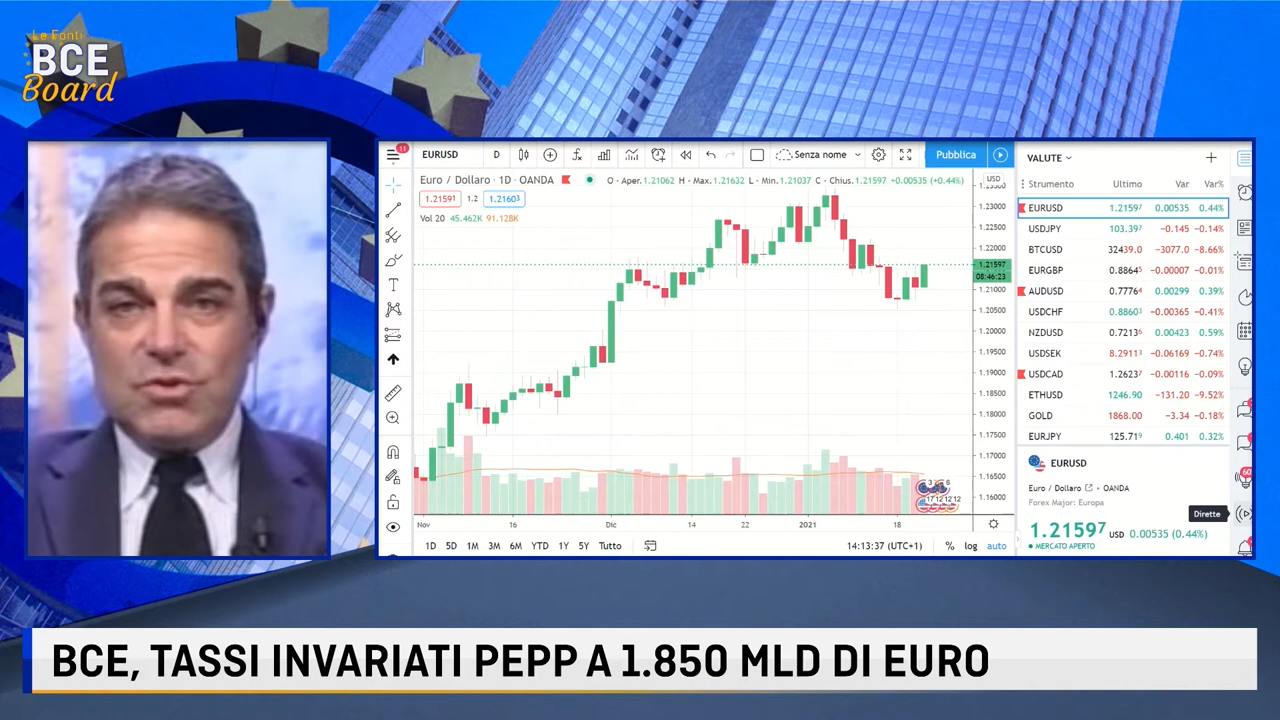 Le Fonti
BCE
Board
11
EURUSD D Senza nome Pubblica
Euro / Dollaro · 1D · OANDA O - Aper. 1.21062 H - Max. 1.21632 L - Min. 1.21037 C - Chius. 1.21597 +0.00535 (+0.44%)
1.21591 1.2 1.21603
Vol 20 45.462K 91.128K
USD
1.23500
1.23000
1.22500
1.22000
1.21597
08:46:23
1.21000
1.20500
1.20000
1.19500
1.19000
1.18500
1.18000
1.17500
1.17000
1.16500
1.16000
Nov 16 Dic 14 22 2021 18
1D 5D 1M 3M 6M YTD 1Y 5Y Tutto 14:13:37 (UTC+1) % log auto
VALUTE
Strumento Ultimo Var Var%
EURUSD 1.21597 0.00535 0.44%
USDJPY 103.397 −0.145 −0.14%
BTCUSD 32439.0 −3077.0 −8.66%
EURGBP 0.88645 −0.00007 −0.01%
AUDUSD 0.77764 0.00299 0.39%
USDCHF 0.88603 −0.00365 −0.41%
NZDUSD 0.72136 0.00423 0.59%
USDSEK 8.29113 −0.06169 −0.74%
USDCAD 1.26237 −0.00116 −0.09%
ETHUSD 1246.90 −131.20 −9.52%
GOLD 1868.00 −3.34 −0.18%
EURJPY 125.719 0.401 0.32%
EURUSD
Euro / Dollaro · OANDA
Forex Major: Europa
Dirette
1.21597 USD 0.00535 (0.44%)
MERCATO APERTO
60
BCE, TASSI INVARIATI PEPP A 1.850 MLD DI EURO